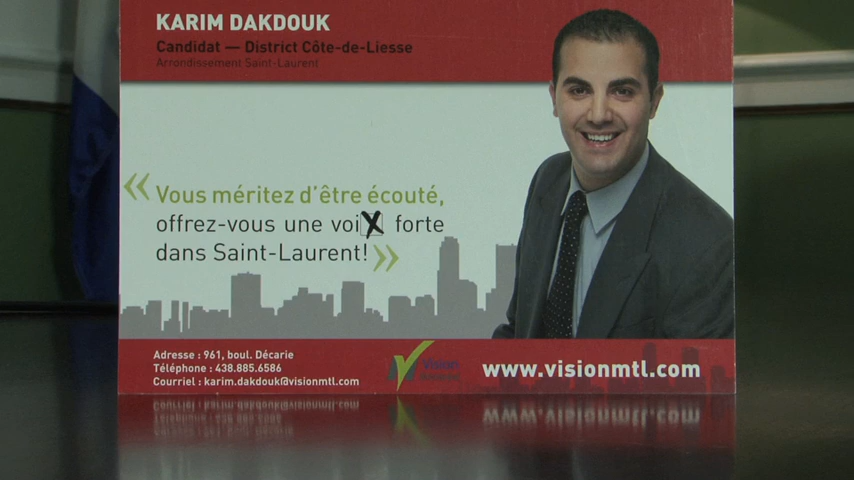 KARIM DAKDOUK
Candidat — District Côte-de-Liesse
Arrondissement Saint-Laurent
« Vous méritez d'être écouté,
offrez-vous une voix forte
dans Saint-Laurent! »
Adresse : 961, boul. Décarie
Téléphone : 438.885.6586
Courriel : karim.dakdouk@visionmtl.com
Vision
www.visionmtl.com